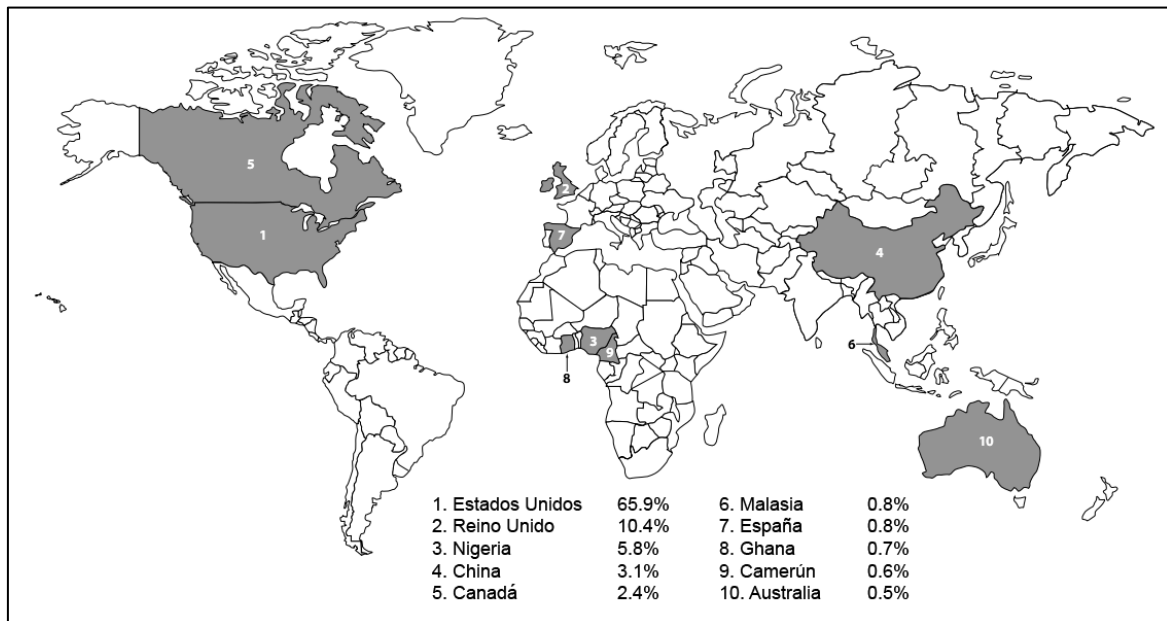 5
1
2
7
4
3
9
6
8
10
1. Estados Unidos 65.9%
2. Reino Unido 10.4%
3. Nigeria 5.8%
4. China 3.1%
5. Canadá 2.4%
6. Malasia 0.8%
7. España 0.8%
8. Ghana 0.7%
9. Camerún 0.6%
10. Australia 0.5%